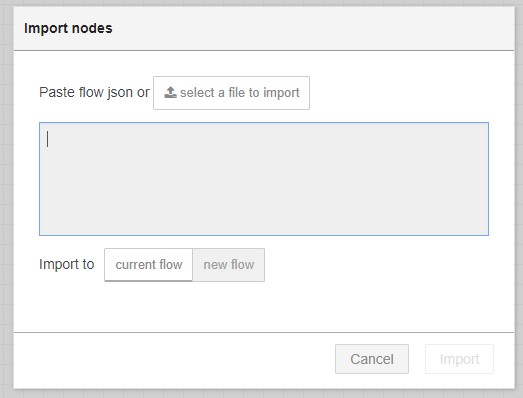 Import nodes
Paste flow json or select a file to import
Import to current flow new flow
Cancel Import